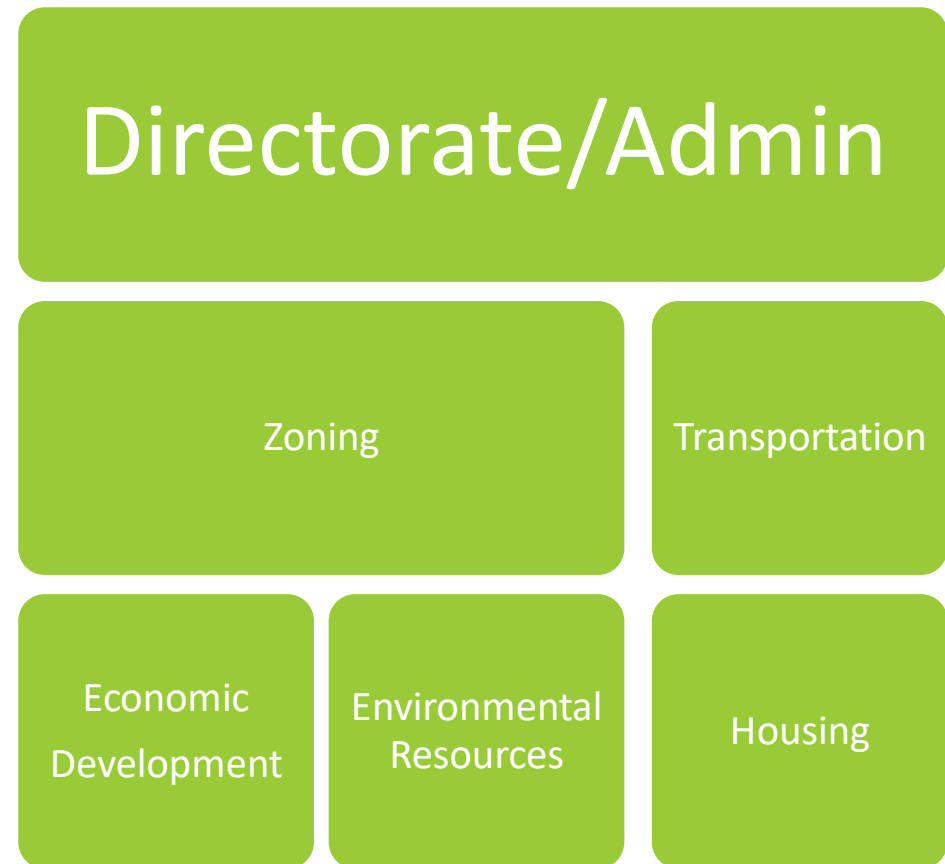 Directorate/Admin
Zoning
Transportation
Economic
Development
Environmental
Resources
Housing